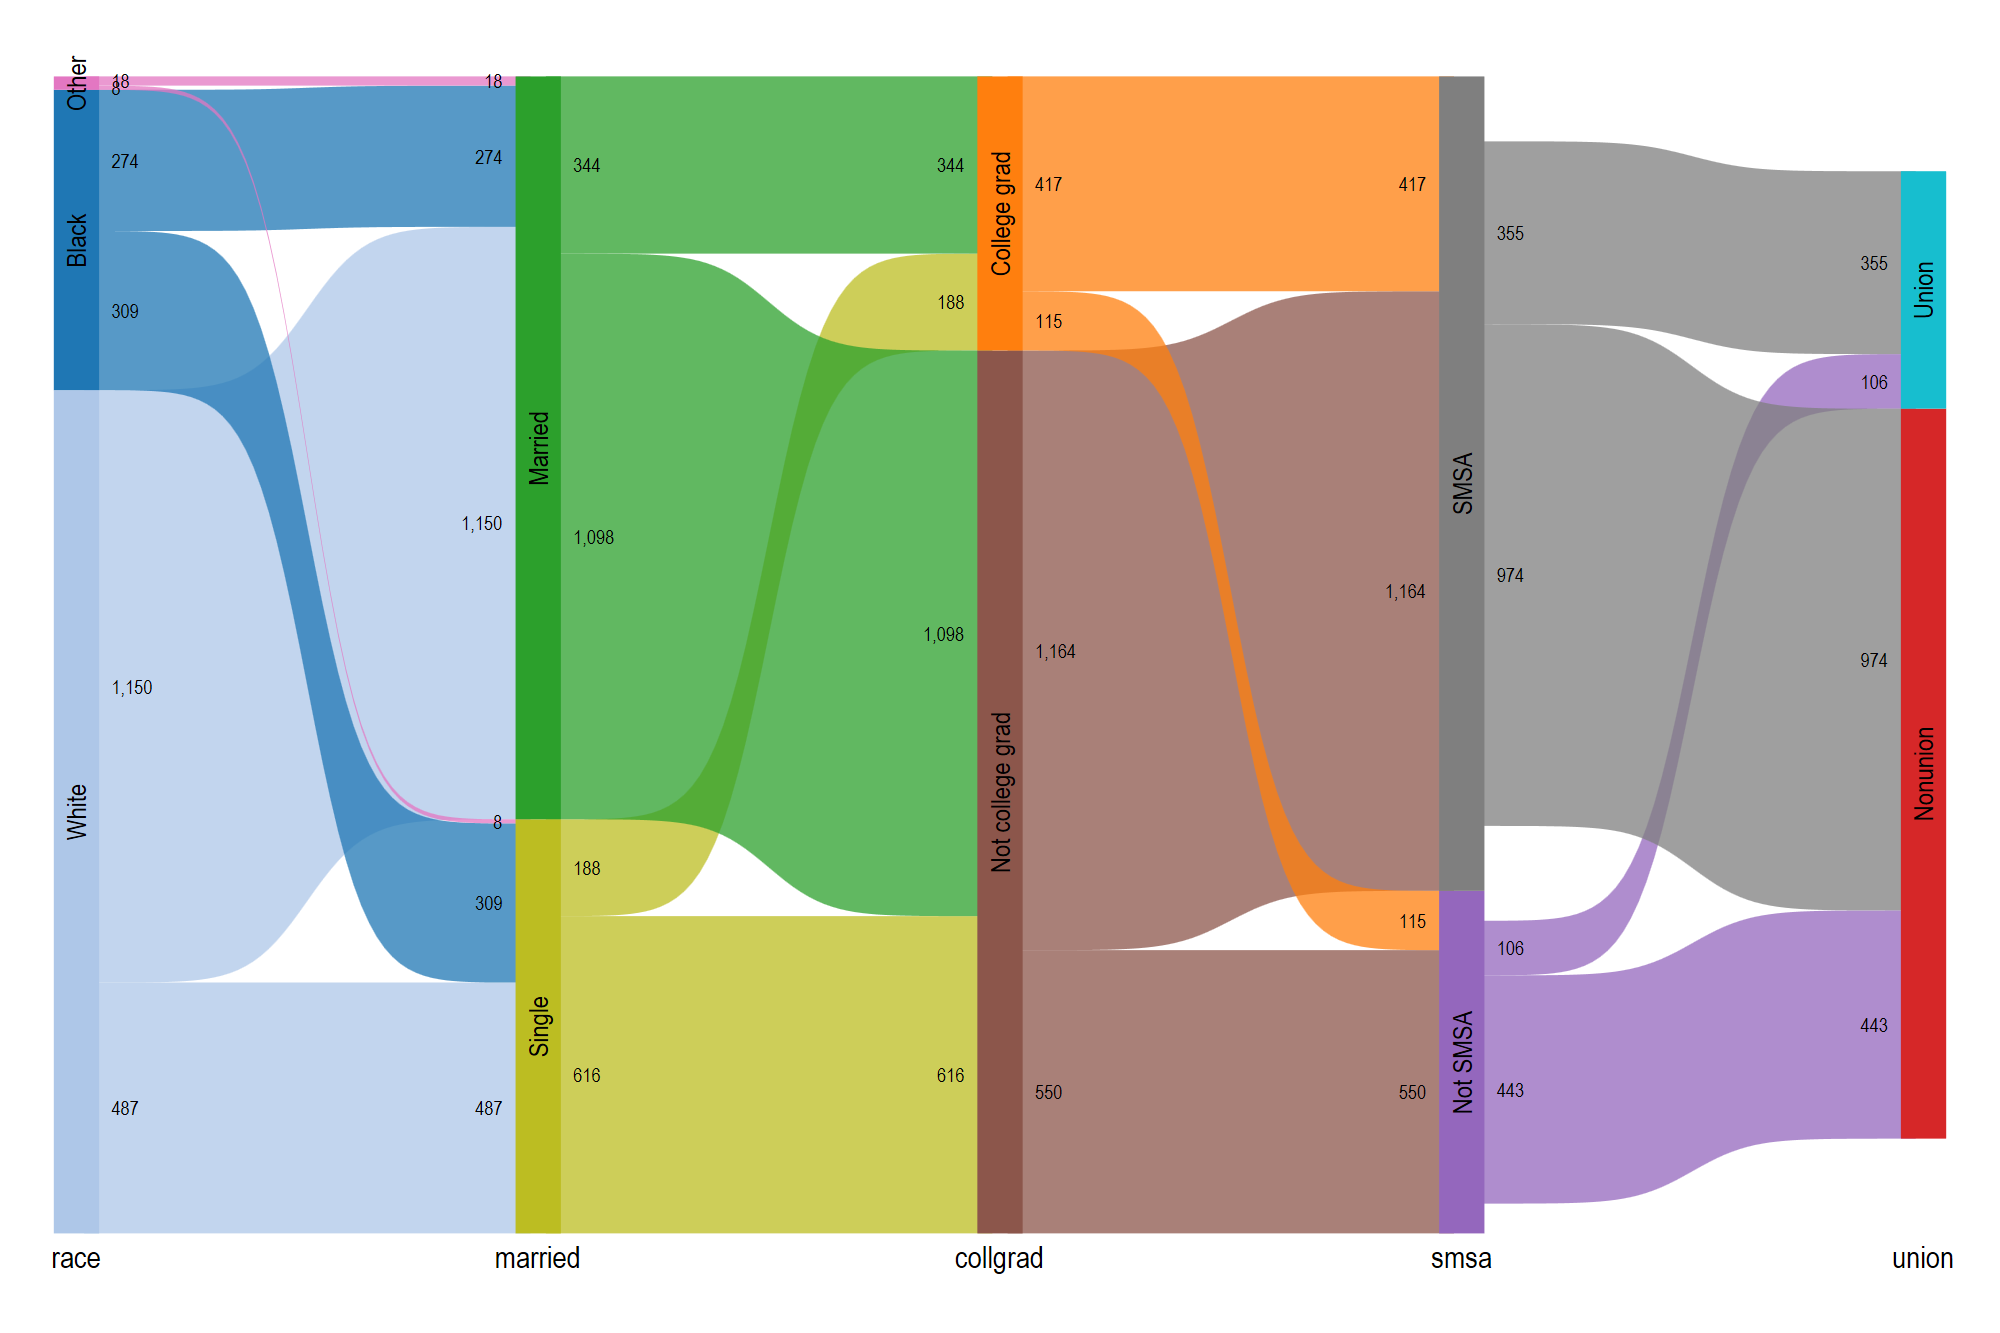 Other
Black
White
18
8
274
309
1,150
487
18
274
1,150
8
309
487
Married
Single
344
1,098
188
616
344
188
1,098
616
College grad
Not college grad
417
115
1,164
550
417
1,164
115
550
SMSA
Not SMSA
355
974
106
443
355
106
974
443
Union
Nonunion
race
married
collgrad
smsa
union